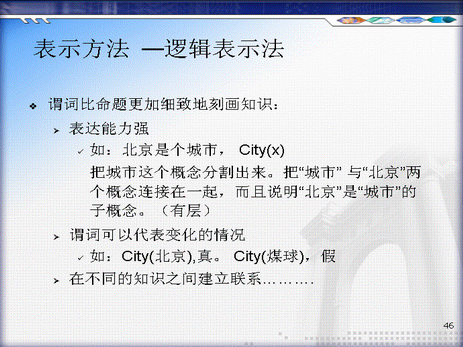 表示方法 —逻辑表示法
❖ 谓词比命题更加细致地刻画知识：
➢ 表达能力强
✓ 如：北京是个城市， City(x)
把城市这个概念分割出来。把“城市” 与“北京”两
个概念连接在一起，而且说明“北京”是“城市”的
子概念。（有层）
➢ 谓词可以代表变化的情况
✓ 如：City(北京),真。 City(煤球)，假
➢ 在不同的知识之间建立联系……….
46